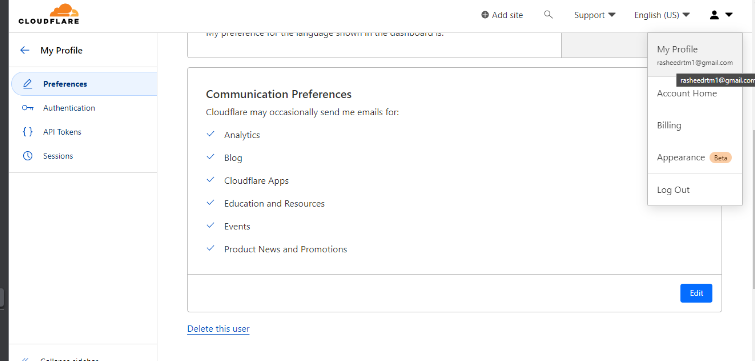 CLOUDFLARE
Add site
Support
English (US)
My Profile
Preferences
Authentication
API Tokens
Sessions
My preference for the language shown in the dashboard is:
Communication Preferences
Cloudflare may occasionally send me emails for:
Analytics
Blog
Cloudflare Apps
Education and Resources
Events
Product News and Promotions
Edit
Delete this user
My Profile
rasheedrtm1@gmail.com
rasheedrtm1@gmail.com
Account Home
Billing
Appearance Beta
Log Out
Collapse sidebar